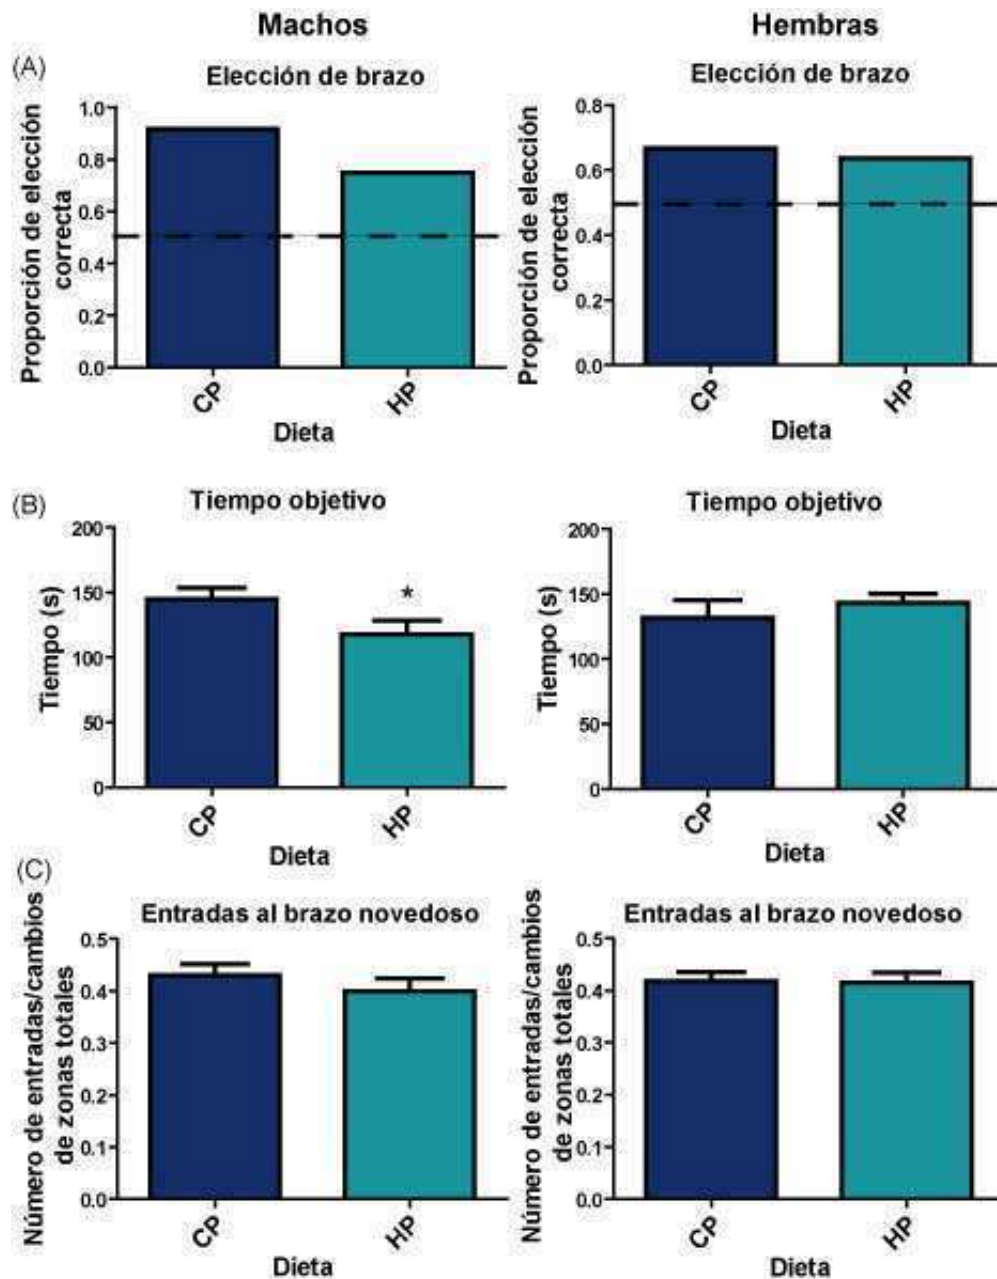 Machos
Hembras
(A)
Elección de brazo
Proporción de elección
correcta
1.0
0.8
0.6
0.4
0.2
0.0
CP
HP
Dieta
Elección de brazo
Proporción de elección
correcta
0.8
0.6
0.4
0.2
0.0
CP
HP
Dieta
(B)
Tiempo objetivo
Tiempo (s)
200
150
100
50
0
*
CP
HP
Dieta
Tiempo objetivo
Tiempo (s)
200
150
100
50
0
CP
HP
Dieta
(C)
Entradas al brazo novedoso
Número de entradas/cambios
de zonas totales
0.5
0.4
0.3
0.2
0.1
0.0
CP
HP
Dieta
Entradas al brazo novedoso
Número de entradas/cambios
de zonas totales
0.5
0.4
0.3
0.2
0.1
0.0
CP
HP
Dieta